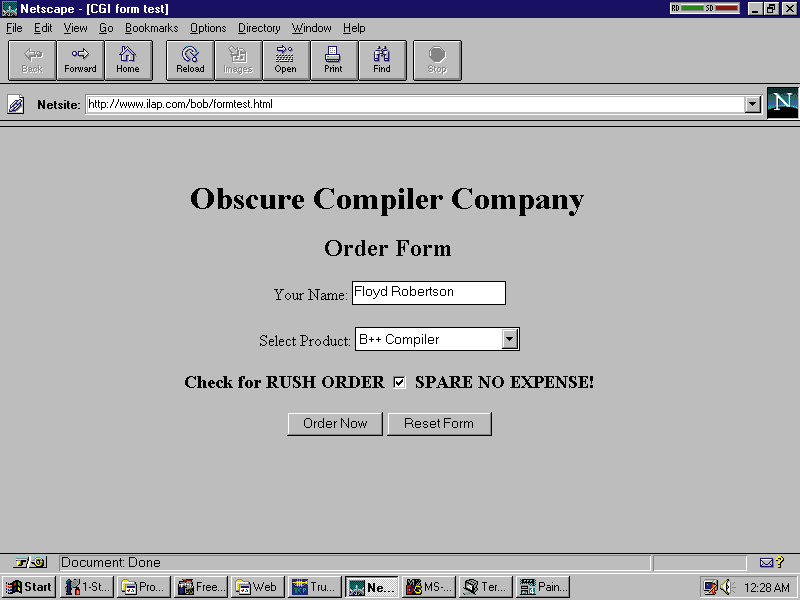 Netscape - [CGI form test]
RD SD
File Edit View Go Bookmarks Options Directory Window Help
Back Forward Home Reload Images Open Print Find Stop
Netsite: http://www.ilap.com/bob/formtest.html N
Obscure Compiler Company
Order Form
Your Name: Floyd Robertson
Select Product: B++ Compiler
Check for RUSH ORDER SPARE NO EXPENSE!
Order Now Reset Form
Document: Done
Start 1-St... Pro... Free... Web Tru... Ne... MS-... Ter... Pain... 12:28 AM